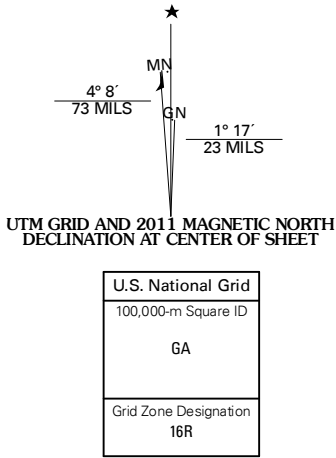 ★
MN
4° 8´
73 MILS
GN
1° 17´
23 MILS
UTM GRID AND 2011 MAGNETIC NORTH
DECLINATION AT CENTER OF SHEET
U.S. National Grid
100,000-m Square ID
GA
Grid Zone Designation
16R